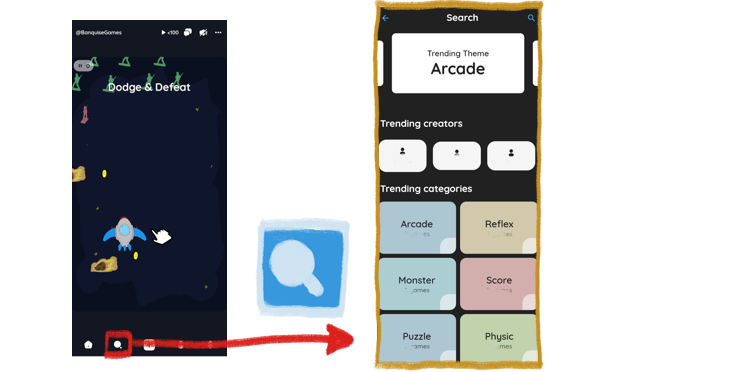 @BanquiseGames
<100
Dodge & Defeat
Search
Trending Theme
Arcade
Trending creators
Trending categories
Arcade
Reflex
Monster
Score
Puzzle
Physic